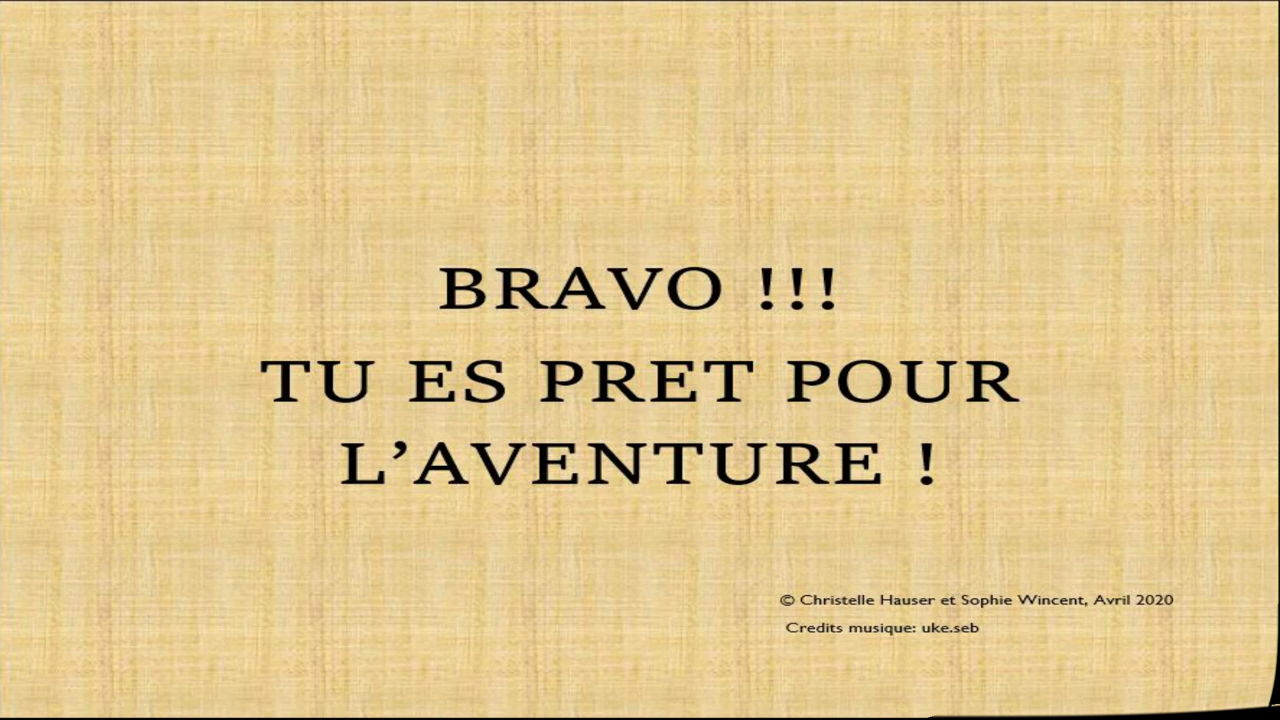 BRAVO !!!
TU ES PRET POUR
L’AVENTURE !
© Christelle Hauser et Sophie Wincent, Avril 2020
Credits musique: uke.seb